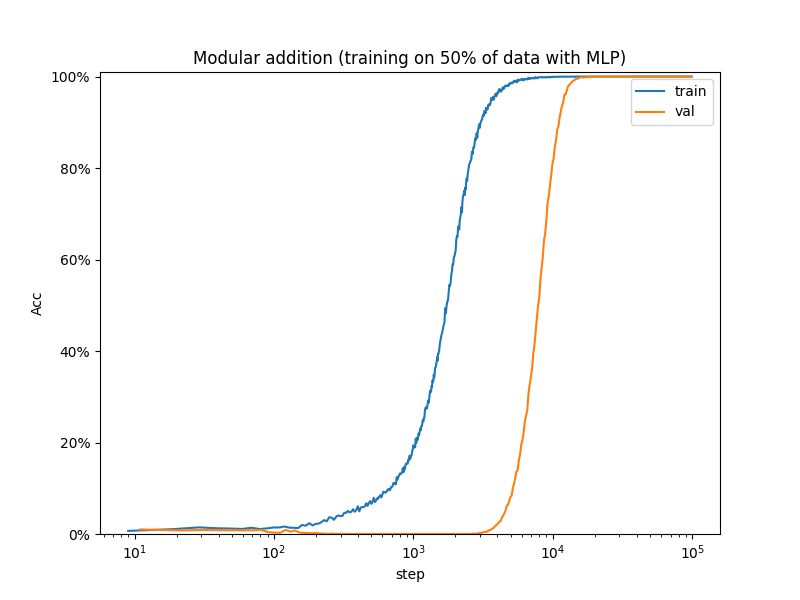 Modular addition (training on 50% of data with MLP)
100%
80%
60%
40%
20%
0%
Acc
train
val
10¹
10²
10³
10⁴
10⁵
step